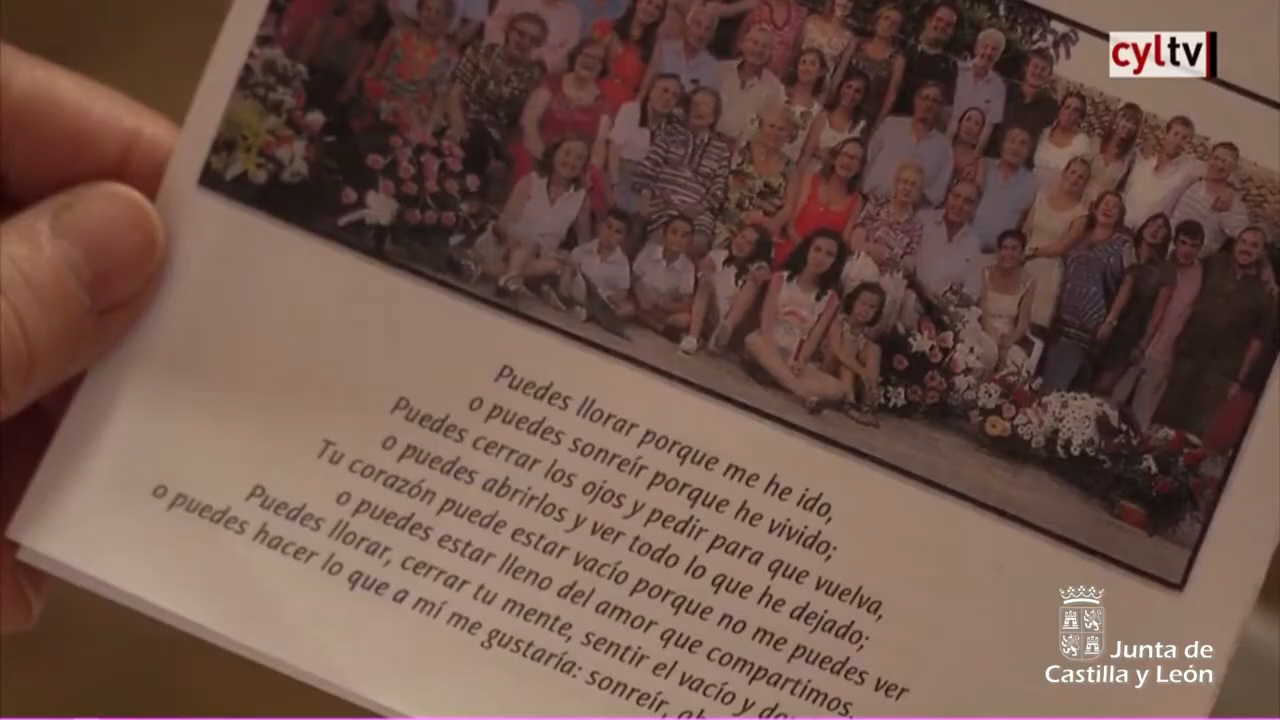 cyltv
Puedes llorar porque me he ido,
o puedes sonreír porque he vivido;
Puedes cerrar los ojos y pedir para que vuelva,
o puedes abrirlos y ver todo lo que he dejado;
Tu corazón puede estar vacío porque no me puedes ver
o puedes estar lleno del amor que compartimos.
Puedes llorar, cerrar tu mente, sentir el vacío y
o puedes hacer lo que a mí me gustaría: sonreír,
Junta de
Castilla y León